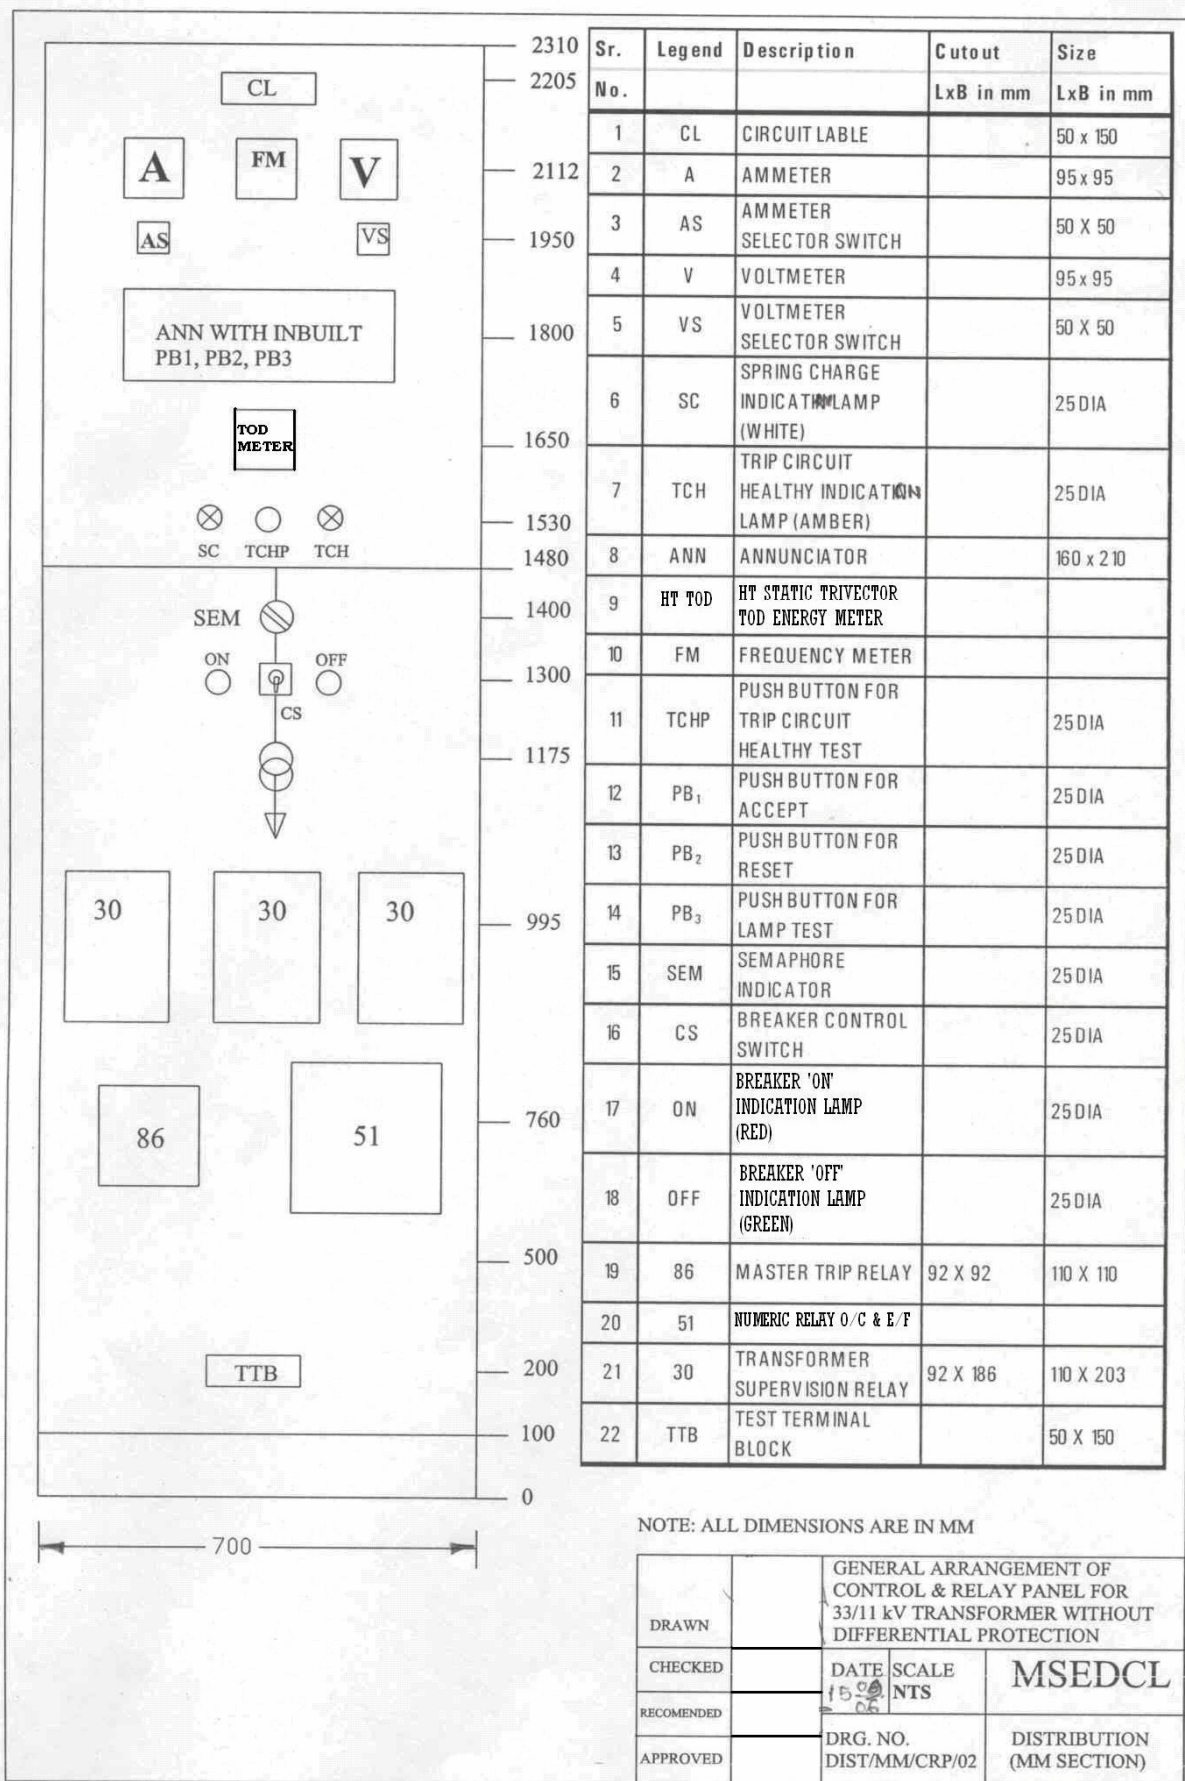 2310
CL
2205
A
FM
V
2112
AS
VS
1950
ANN WITH INBUILT
PB1, PB2, PB3
1800
TOD
METER
1650
1530
SC TCHP TCH
1480
SEM
1400
ON
OFF
1300
CS
1175
30
30
30
995
86
51
760
500
TTB
200
100
0
700
Sr. Legend Description Cutout Size
No. LxB in mm LxB in mm
1 CL CIRCUIT LABLE 50 x 150
2 A AMMETER 95 x 95
3 AS AMMETER
SELECTOR SWITCH 50 X 50
4 V VOLTMETER 95 x 95
5 VS VOLTMETER
SELECTOR SWITCH 50 X 50
6 SC SPRING CHARGE
INDICATION LAMP 25 DIA
(WHITE)
7 TCH TRIP CIRCUIT
HEALTHY INDICATION 25 DIA
LAMP (AMBER)
8 ANN ANNUNCIATOR 160 x 210
9 HT TOD HT STATIC TRIVECTOR
TOD ENERGY METER
10 FM FREQUENCY METER
11 TCHP PUSH BUTTON FOR
TRIP CIRCUIT 25 DIA
HEALTHY TEST
12 PB1 PUSH BUTTON FOR
ACCEPT 25 DIA
13 PB2 PUSH BUTTON FOR
RESET 25 DIA
14 PB3 PUSH BUTTON FOR
LAMP TEST 25 DIA
15 SEM SEMAPHORE
INDICATOR 25 DIA
16 CS BREAKER CONTROL
SWITCH 25 DIA
17 ON BREAKER 'ON'
INDICATION LAMP 25 DIA
(RED)
18 OFF BREAKER 'OFF'
INDICATION LAMP 25 DIA
(GREEN)
19 86 MASTER TRIP RELAY 92 X 92 110 X 110
20 51 NUMERIC RELAY O/C & E/F
21 30 TRANSFORMER
SUPERVISION RELAY 92 X 186 110 X 203
22 TTB TEST TERMINAL
BLOCK 50 X 150
NOTE: ALL DIMENSIONS ARE IN MM
GENERAL ARRANGEMENT OF
CONTROL & RELAY PANEL FOR
33/11 kV TRANSFORMER WITHOUT
DIFFERENTIAL PROTECTION
DRAWN
CHECKED
RECOMENDED
APPROVED
DATE SCALE
NTS
MSEDCL
DRG. NO.
DIST/MM/CRP/02
DISTRIBUTION
(MM SECTION)